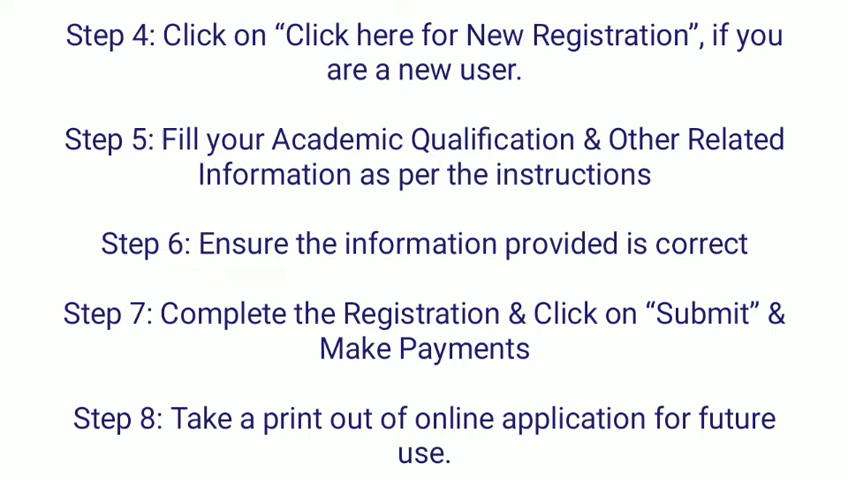 Step 4: Click on “Click here for New Registration”, if you
are a new user.
Step 5: Fill your Academic Qualification & Other Related
Information as per the instructions
Step 6: Ensure the information provided is correct
Step 7: Complete the Registration & Click on “Submit” &
Make Payments
Step 8: Take a print out of online application for future
use.